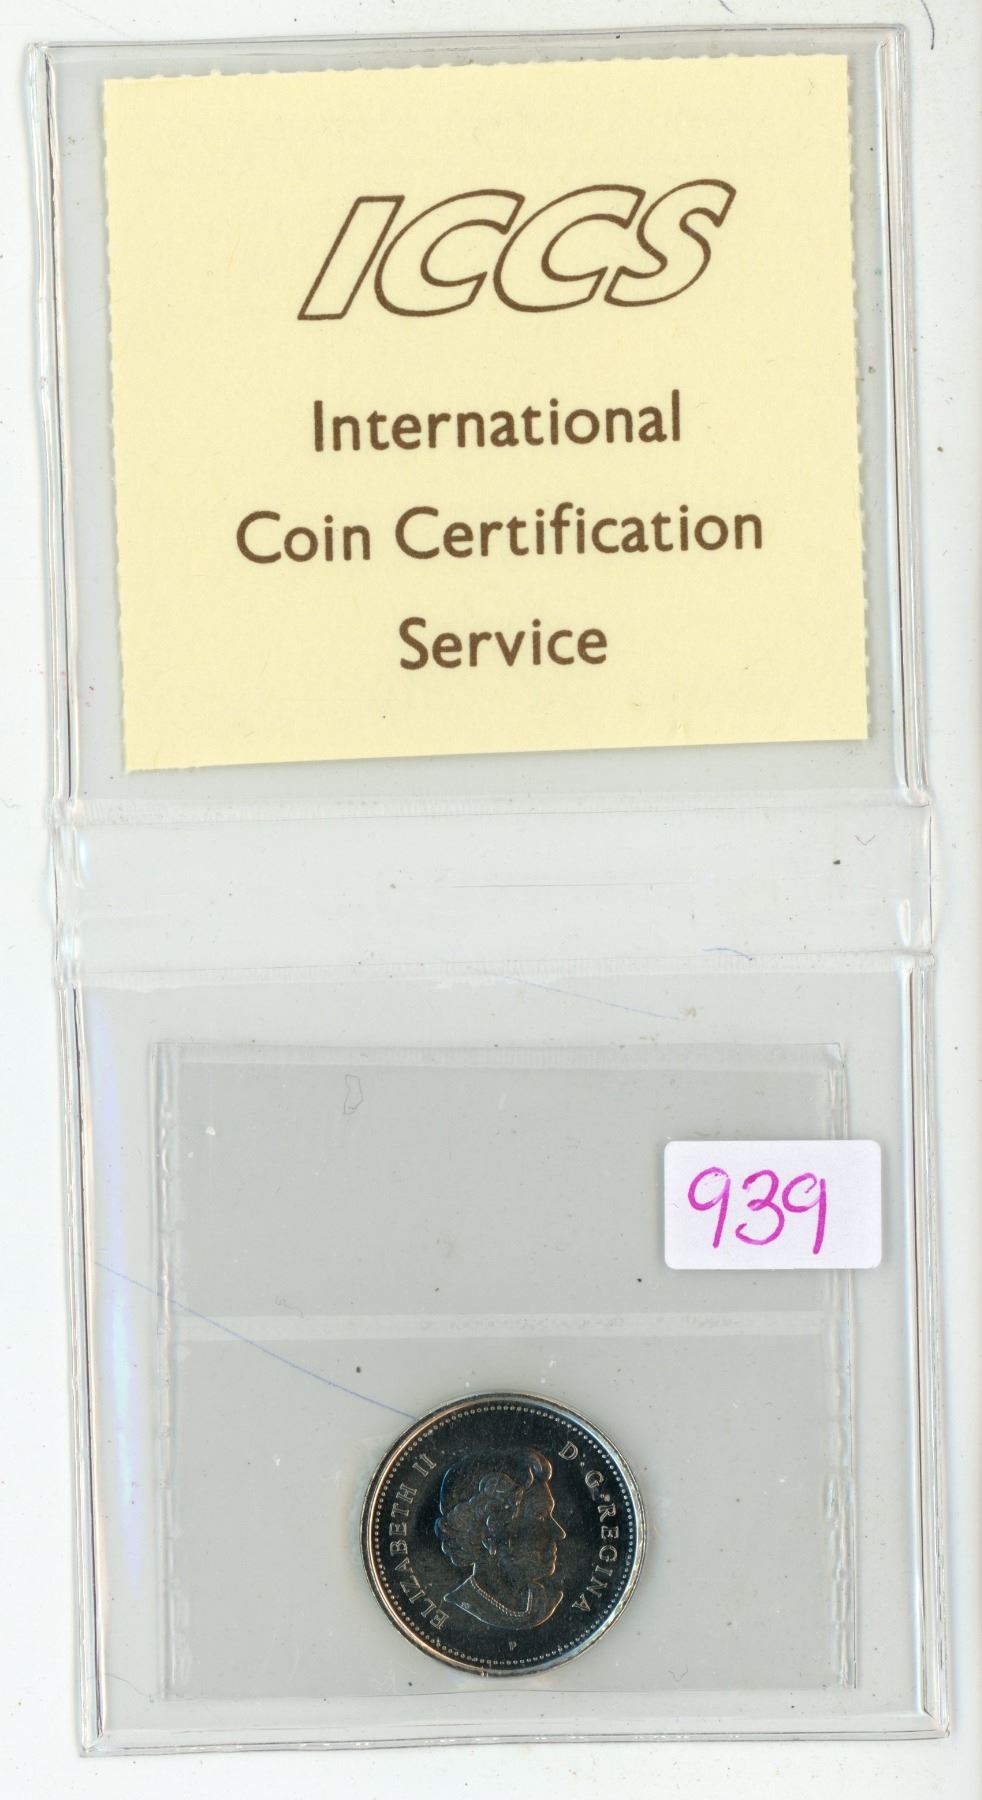 ICCS
International
Coin Certification
Service
939
ELIZABETH II D·G·REGINA
P